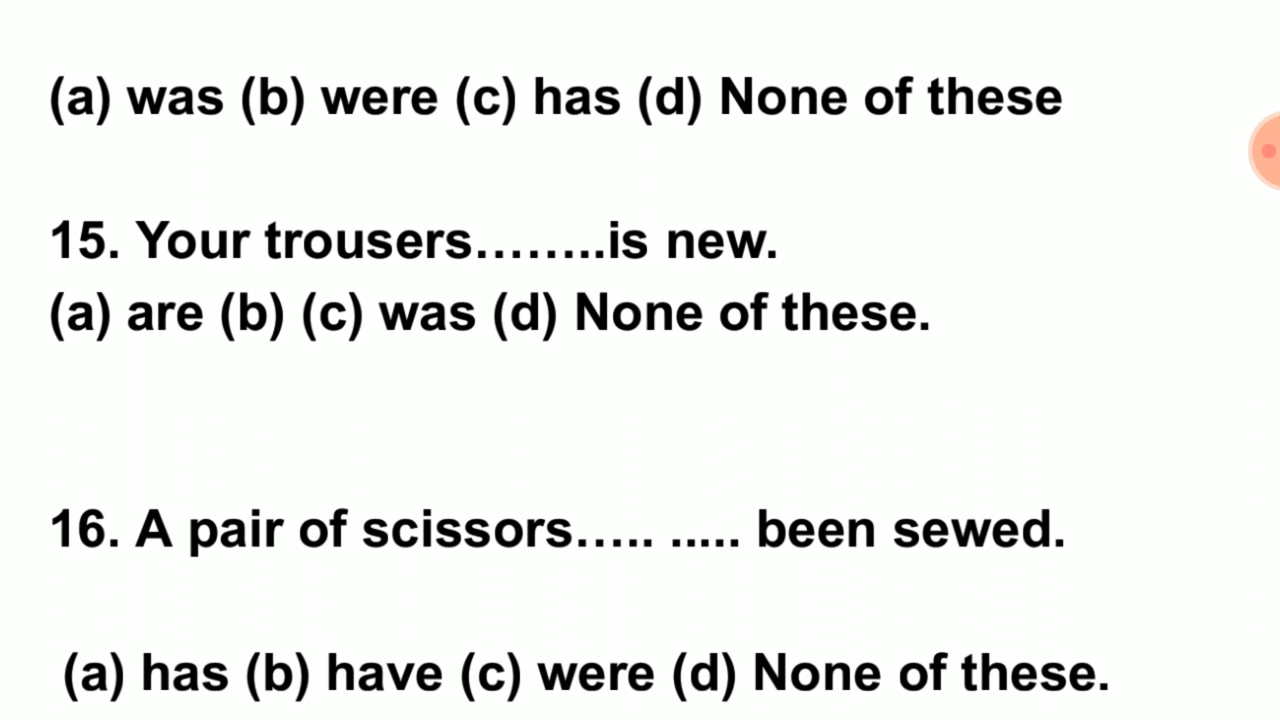 (a) was (b) were (c) has (d) None of these
15. Your trousers……..is new.
(a) are (b) (c) was (d) None of these.
16. A pair of scissors….. ..... been sewed.
(a) has (b) have (c) were (d) None of these.